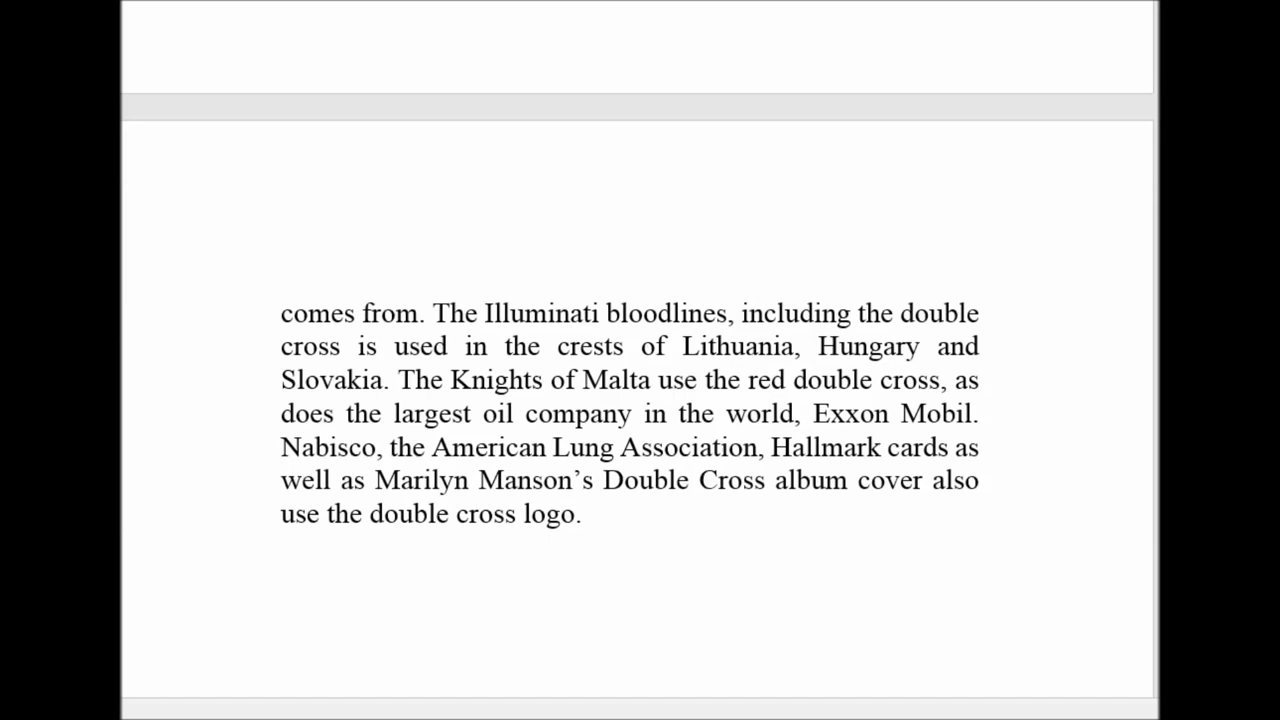 comes from. The Illuminati bloodlines, including the double
cross is used in the crests of Lithuania, Hungary and
Slovakia. The Knights of Malta use the red double cross, as
does the largest oil company in the world, Exxon Mobil.
Nabisco, the American Lung Association, Hallmark cards as
well as Marilyn Manson’s Double Cross album cover also
use the double cross logo.